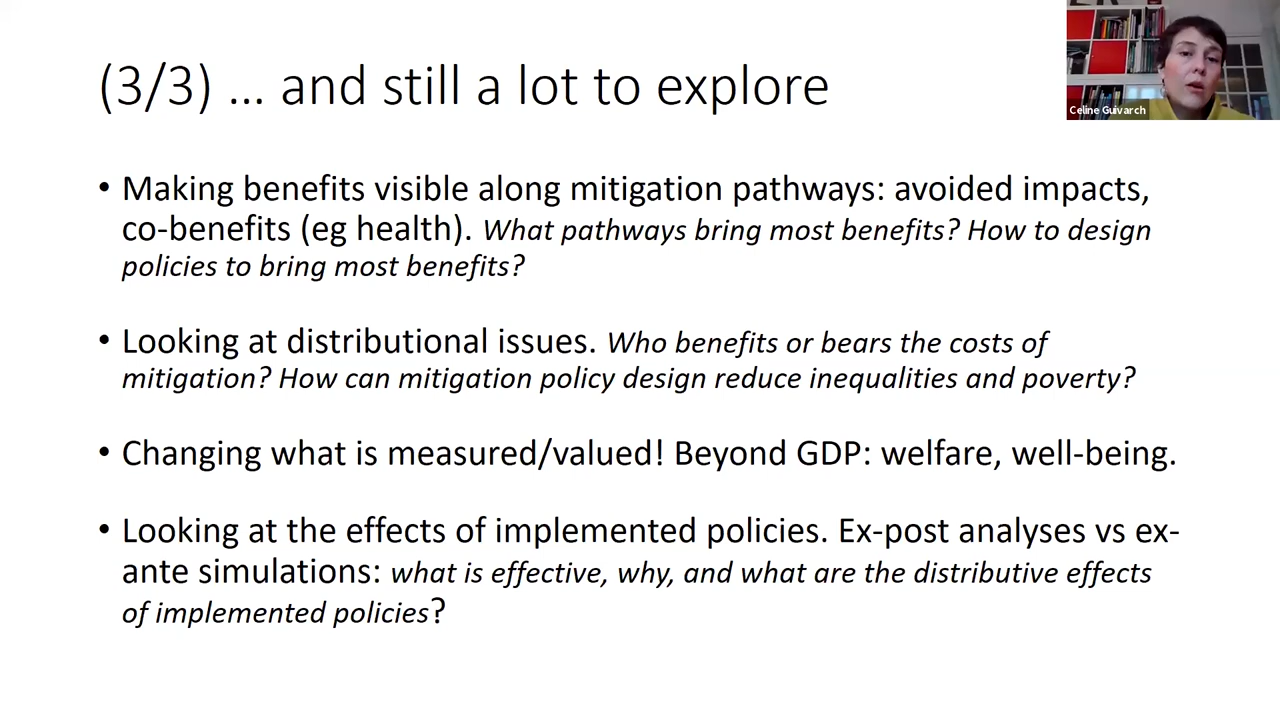 (3/3) … and still a lot to explore
Celine Guivarch
• Making benefits visible along mitigation pathways: avoided impacts,
co-benefits (eg health). What pathways bring most benefits? How to design
policies to bring most benefits?
• Looking at distributional issues. Who benefits or bears the costs of
mitigation? How can mitigation policy design reduce inequalities and poverty?
• Changing what is measured/valued! Beyond GDP: welfare, well-being.
• Looking at the effects of implemented policies. Ex-post analyses vs ex-
ante simulations: what is effective, why, and what are the distributive effects
of implemented policies?